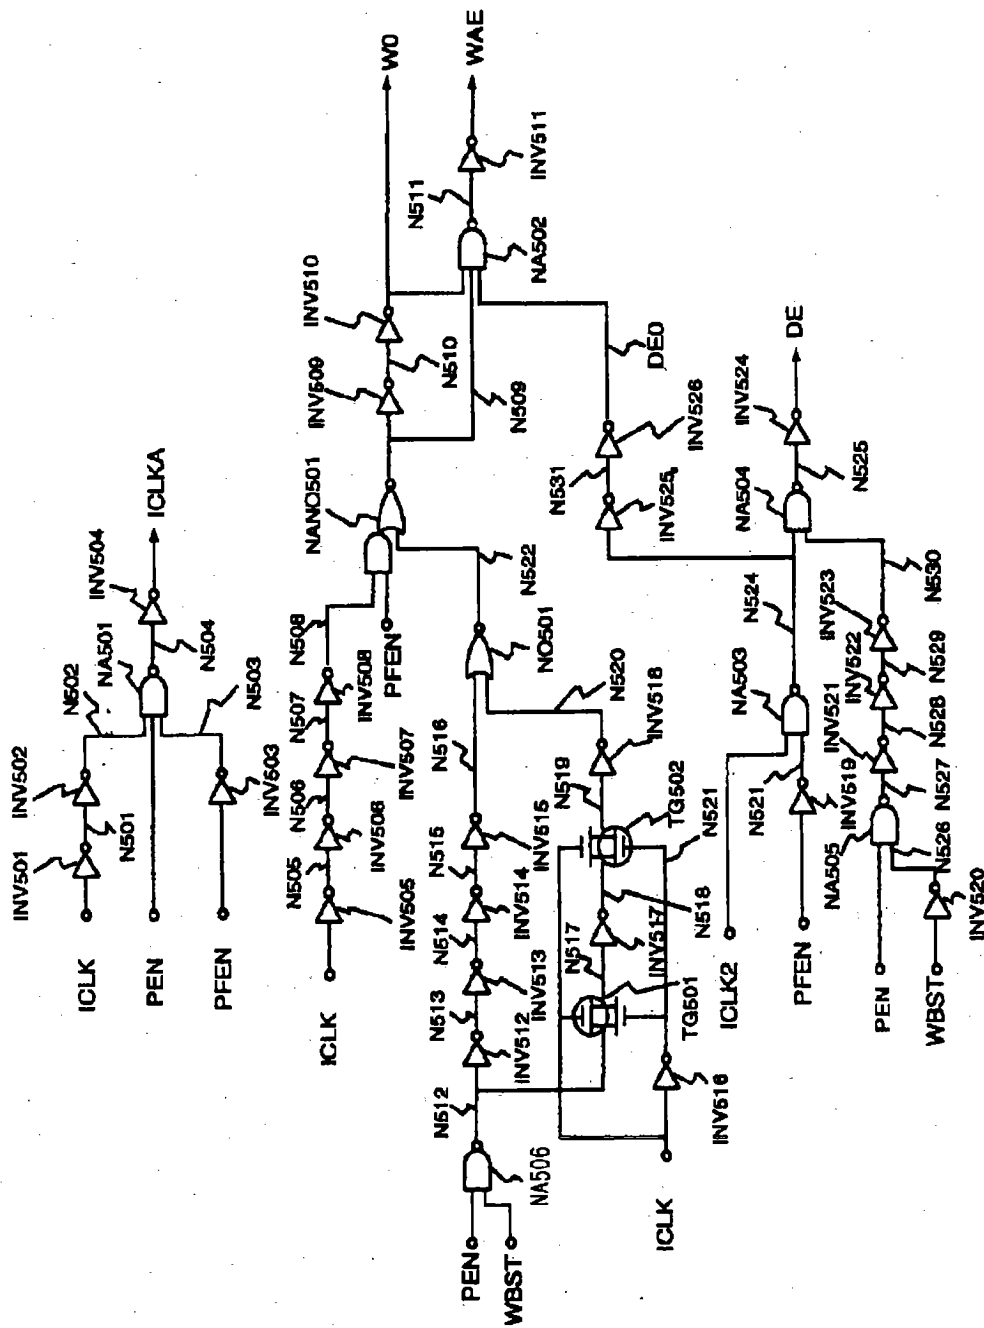 ICLK
INV501
N501
INV502
N502
NA501
INV504
ICLKA
N504
PEN
PFEN
INV503
N503
ICLK
INV505
N505
INV506
N506
INV507
N507
INV508
N508
PFEN
NANO501
INV509
N510
INV510
W0
N509
N511
NA502
INV511
WAE
PEN
WBST
NA506
N512
INV512
N513
INV513
N514
INV514
N515
INV515
N516
NO501
N522
ICLK
INV516
TG501
N517
INV517
N518
N521
TG502
N519
INV518
N520
ICLK2
PFEN
INV519
N521
NA503
N524
INV525
N531
INV526
DE0
NA504
N525
INV524
DE
PEN
WBST
INV520
N526
NA505
N527
INV521
N528
INV522
N529
INV523
N530